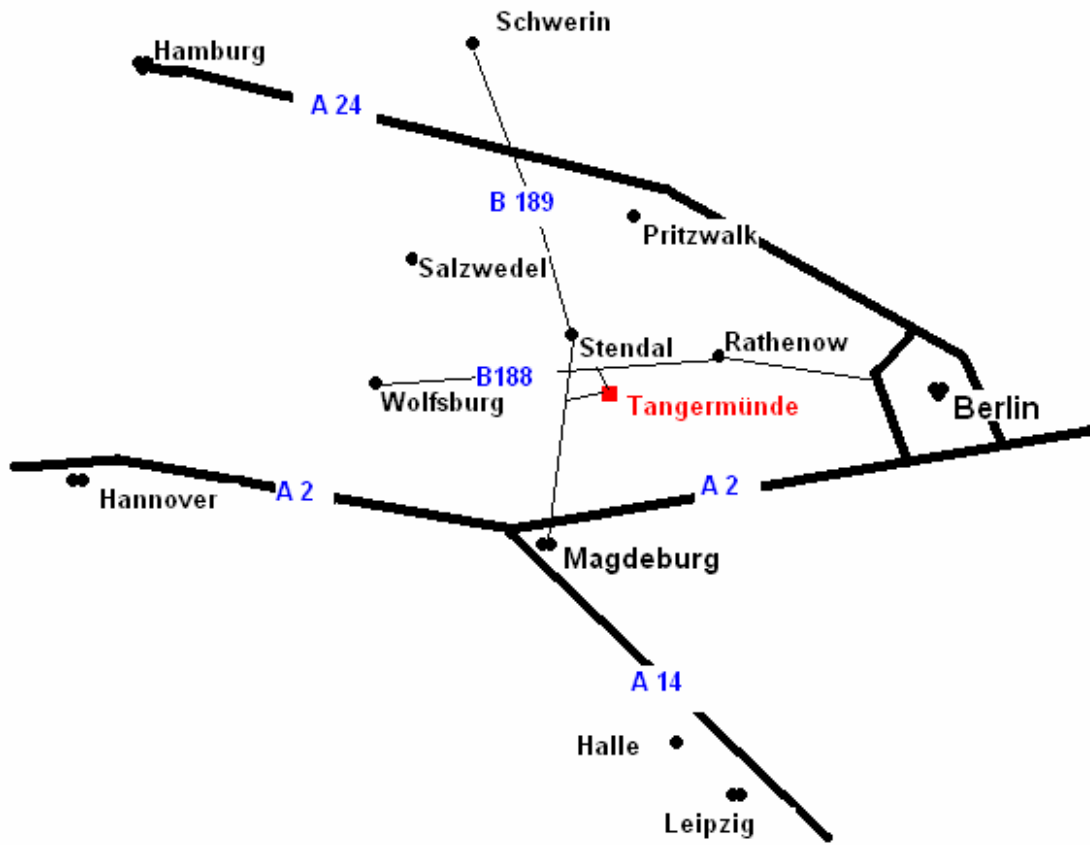 Schwerin
Hamburg
A 24
B 189
Pritzwalk
Salzwedel
Stendal
Rathenow
B188
Wolfsburg
Tangermünde
Berlin
A 2
A 2
Hannover
Magdeburg
A 14
Halle
Leipzig